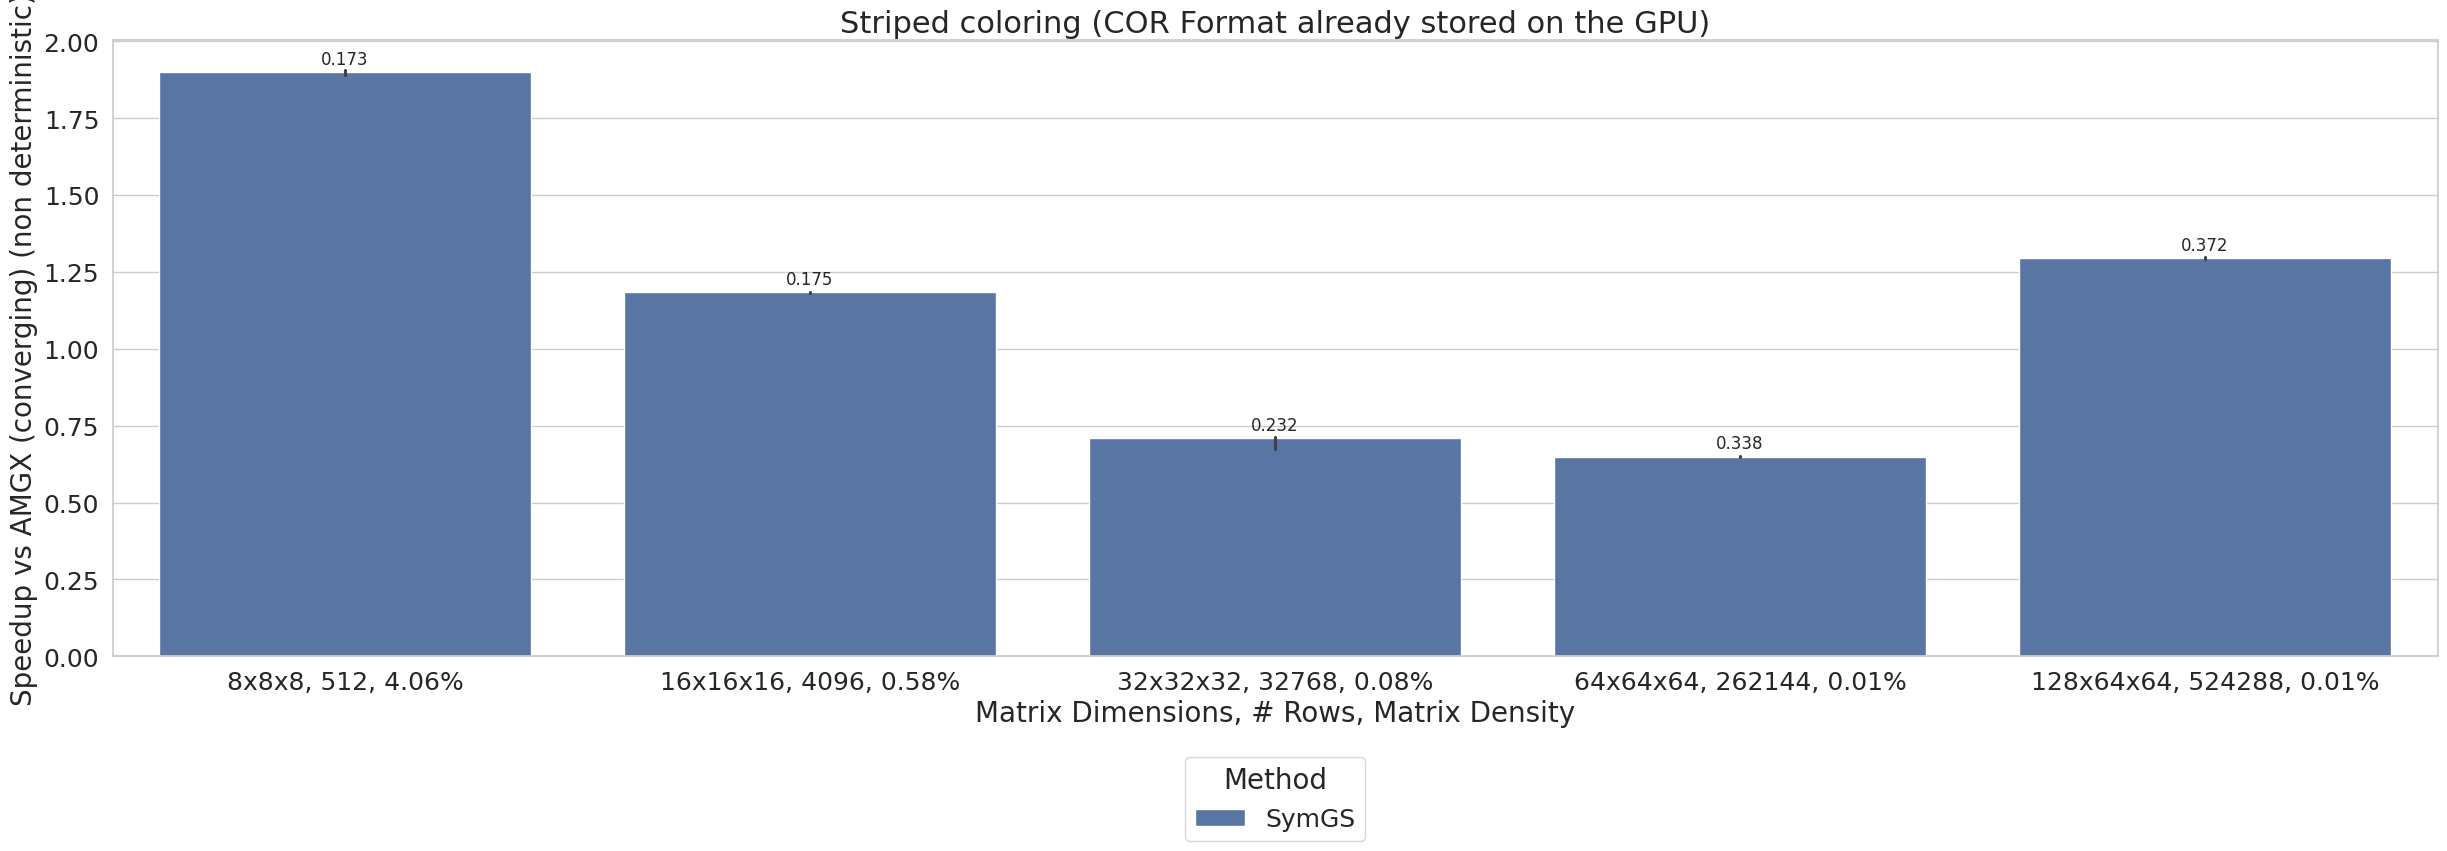 Striped coloring (COR Format already stored on the GPU)
Speedup vs AMGX (converging) (non deterministic)
2.00
1.75
1.50
1.25
1.00
0.75
0.50
0.25
0.00
0.173
0.175
0.232
0.338
0.372
8x8x8, 512, 4.06%
16x16x16, 4096, 0.58%
32x32x32, 32768, 0.08%
64x64x64, 262144, 0.01%
128x64x64, 524288, 0.01%
Matrix Dimensions, # Rows, Matrix Density
Method
SymGS